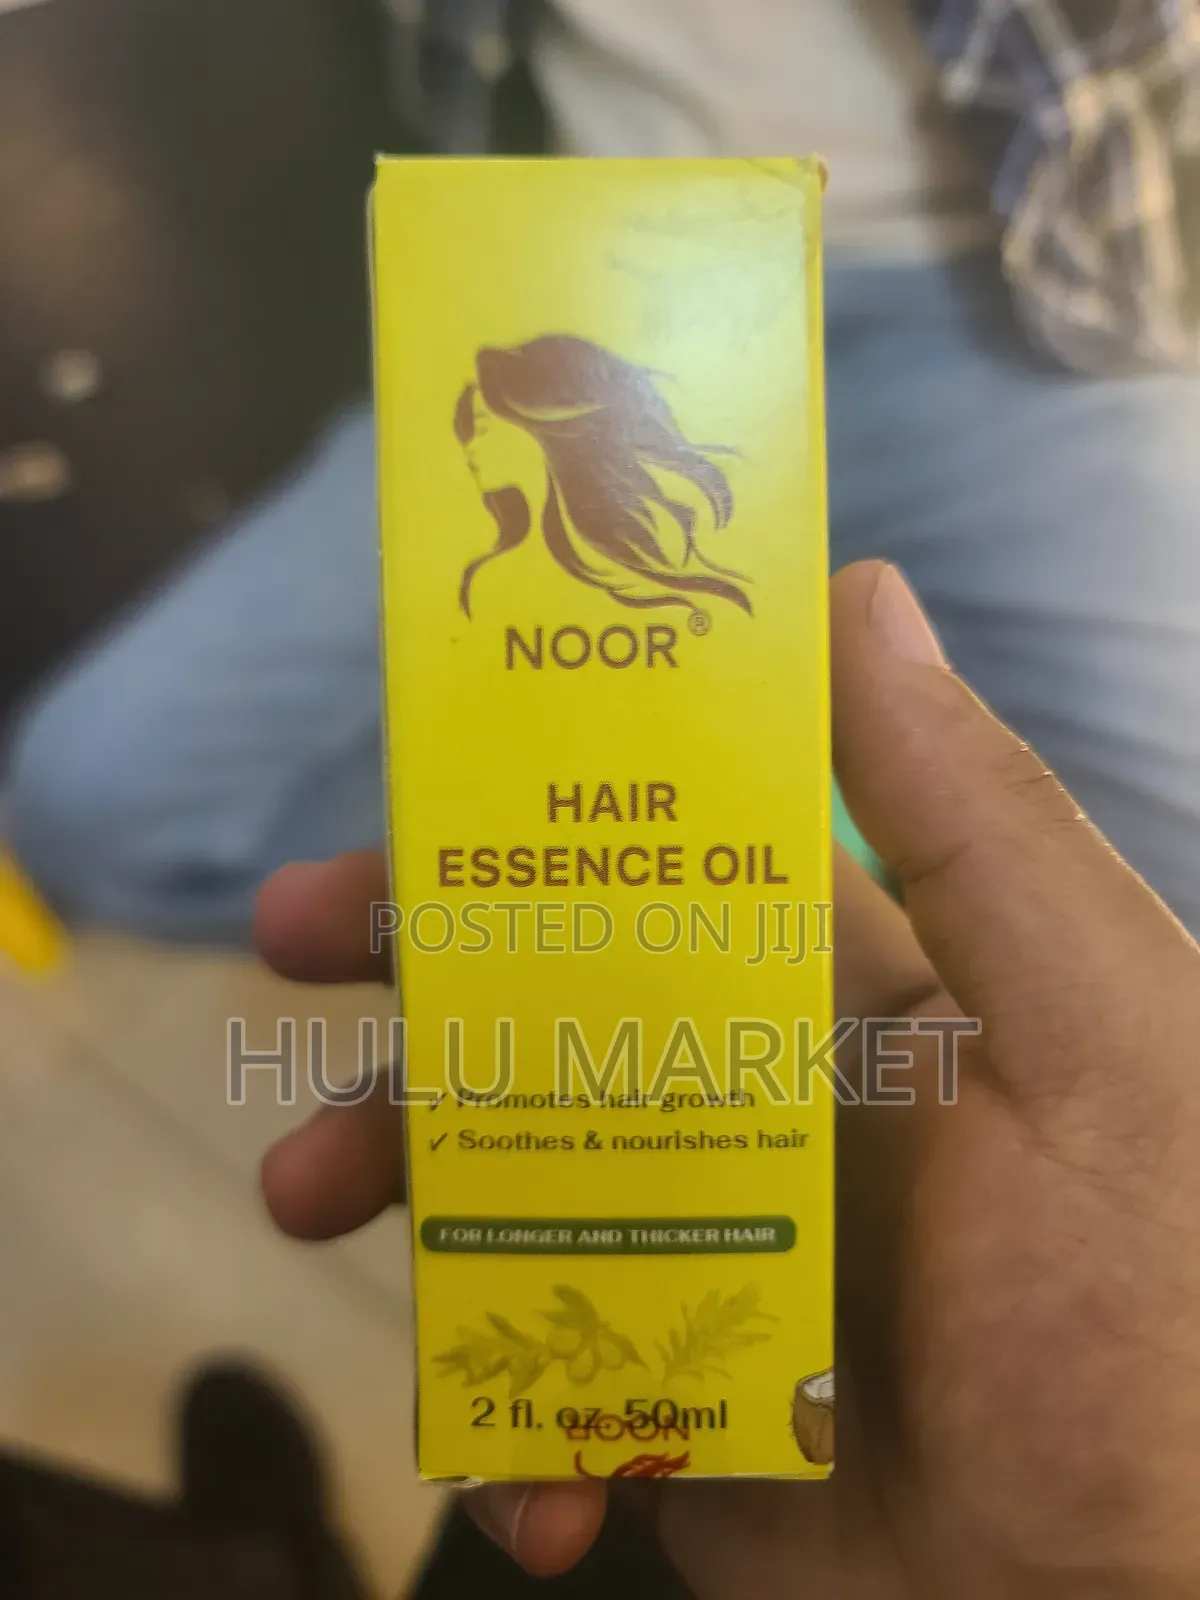 NOOR®
HAIR
ESSENCE OIL
POSTED ON JIJI
HULU MARKET
✓ Promotes hair growth
✓ Soothes & nourishes hair
FOR LONGER AND THICKER HAIR
2 fl. oz. 50ml
NOOR